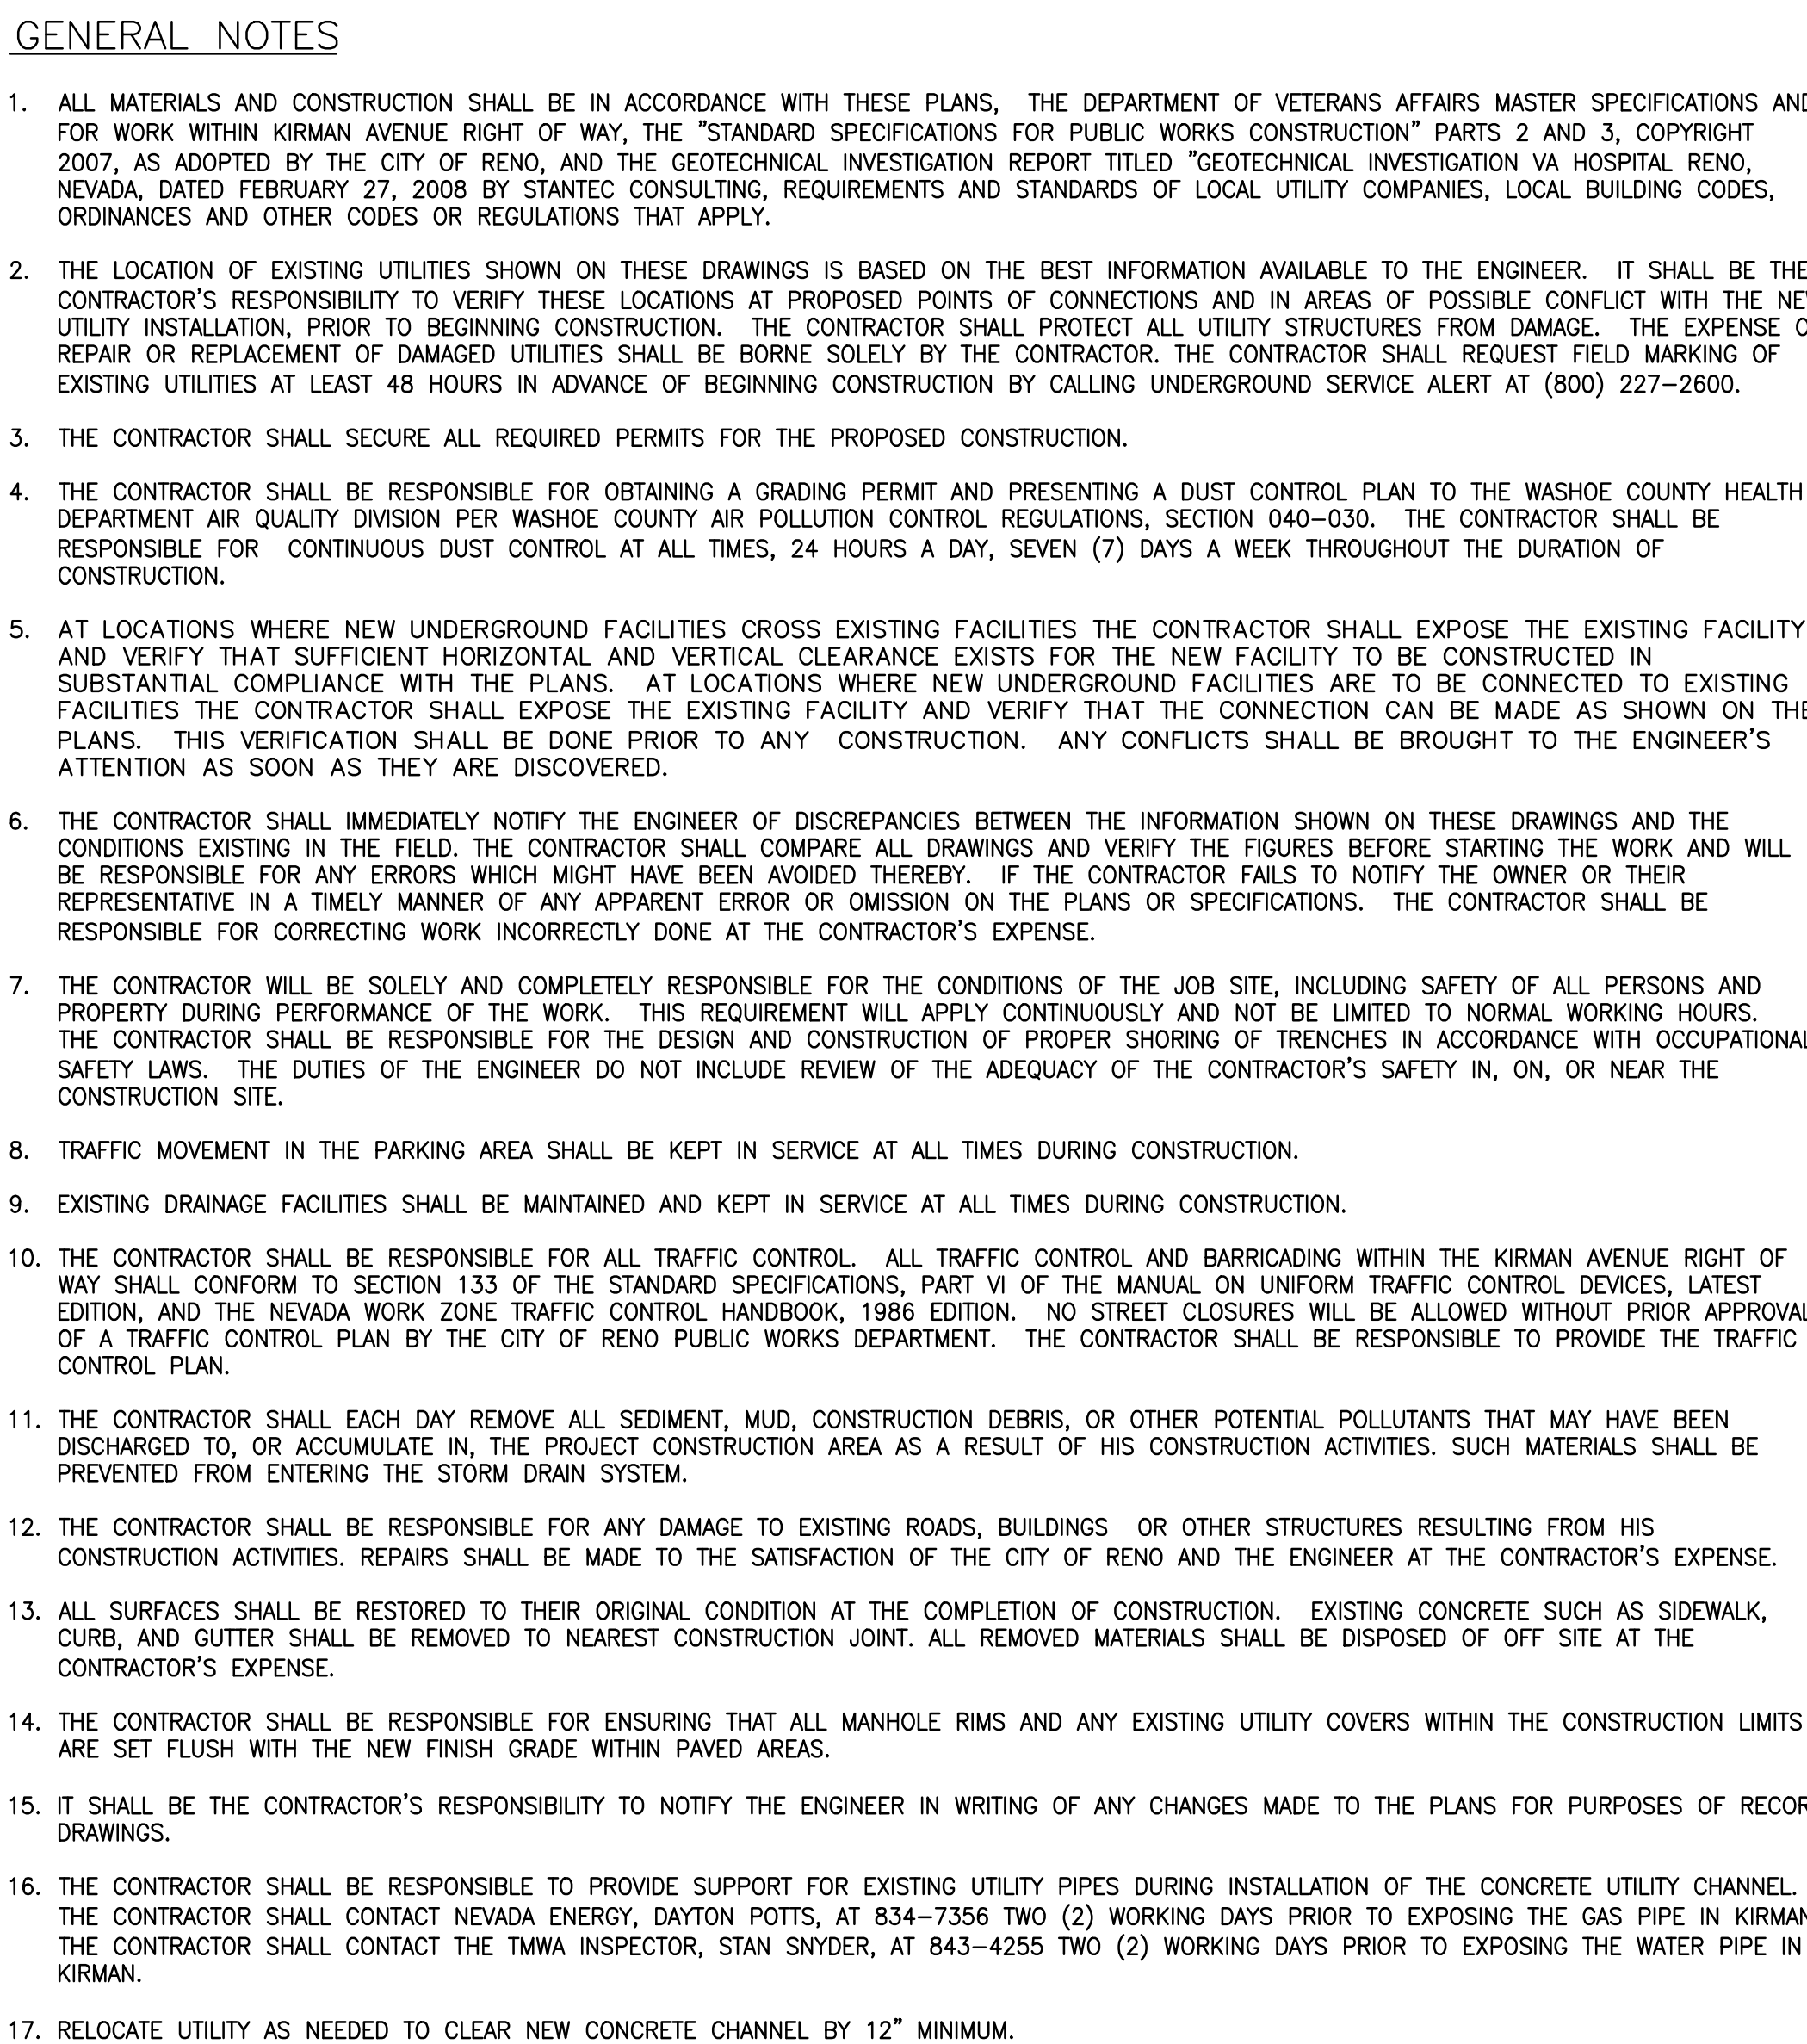 GENERAL NOTES
1. ALL MATERIALS AND CONSTRUCTION SHALL BE IN ACCORDANCE WITH THESE PLANS, THE DEPARTMENT OF VETERANS AFFAIRS MASTER SPECIFICATIONS AND
FOR WORK WITHIN KIRMAN AVENUE RIGHT OF WAY, THE "STANDARD SPECIFICATIONS FOR PUBLIC WORKS CONSTRUCTION" PARTS 2 AND 3, COPYRIGHT
2007, AS ADOPTED BY THE CITY OF RENO, AND THE GEOTECHNICAL INVESTIGATION REPORT TITLED "GEOTECHNICAL INVESTIGATION VA HOSPITAL RENO,
NEVADA, DATED FEBRUARY 27, 2008 BY STANTEC CONSULTING, REQUIREMENTS AND STANDARDS OF LOCAL UTILITY COMPANIES, LOCAL BUILDING CODES,
ORDINANCES AND OTHER CODES OR REGULATIONS THAT APPLY.
2. THE LOCATION OF EXISTING UTILITIES SHOWN ON THESE DRAWINGS IS BASED ON THE BEST INFORMATION AVAILABLE TO THE ENGINEER. IT SHALL BE THE
CONTRACTOR'S RESPONSIBILITY TO VERIFY THESE LOCATIONS AT PROPOSED POINTS OF CONNECTIONS AND IN AREAS OF POSSIBLE CONFLICT WITH THE NEW
UTILITY INSTALLATION, PRIOR TO BEGINNING CONSTRUCTION. THE CONTRACTOR SHALL PROTECT ALL UTILITY STRUCTURES FROM DAMAGE. THE EXPENSE
REPAIR OR REPLACEMENT OF DAMAGED UTILITIES SHALL BE BORNE SOLELY BY THE CONTRACTOR. THE CONTRACTOR SHALL REQUEST FIELD MARKING OF
EXISTING UTILITIES AT LEAST 48 HOURS IN ADVANCE OF BEGINNING CONSTRUCTION BY CALLING UNDERGROUND SERVICE ALERT AT (800) 227-2600.
3. THE CONTRACTOR SHALL SECURE ALL REQUIRED PERMITS FOR THE PROPOSED CONSTRUCTION.
4. THE CONTRACTOR SHALL BE RESPONSIBLE FOR OBTAINING A GRADING PERMIT AND PRESENTING A DUST CONTROL PLAN TO THE WASHOE COUNTY HEALTH
DEPARTMENT AIR QUALITY DIVISION PER WASHOE COUNTY AIR POLLUTION CONTROL REGULATIONS, SECTION 040-030. THE CONTRACTOR SHALL BE
RESPONSIBLE FOR CONTINUOUS DUST CONTROL AT ALL TIMES, 24 HOURS A DAY, SEVEN (7) DAYS A WEEK THROUGHOUT THE DURATION OF
CONSTRUCTION.
5. AT LOCATIONS WHERE NEW UNDERGROUND FACILITIES CROSS EXISTING FACILITIES THE CONTRACTOR SHALL EXPOSE THE EXISTING FACILITY
AND VERIFY THAT SUFFICIENT HORIZONTAL AND VERTICAL CLEARANCE EXISTS FOR THE NEW FACILITY TO BE CONSTRUCTED IN
SUBSTANTIAL COMPLIANCE WITH THE PLANS. AT LOCATIONS WHERE NEW UNDERGROUND FACILITIES ARE TO BE CONNECTED TO EXISTING
FACILITIES THE CONTRACTOR SHALL EXPOSE THE EXISTING FACILITY AND VERIFY THAT THE CONNECTION CAN BE MADE AS SHOWN ON THE
PLANS. THIS VERIFICATION SHALL BE DONE PRIOR TO ANY CONSTRUCTION. ANY CONFLICTS SHALL BE BROUGHT TO THE ENGINEER'S
ATTENTION AS SOON AS THEY ARE DISCOVERED.
6. THE CONTRACTOR SHALL IMMEDIATELY NOTIFY THE ENGINEER OF DISCREPANCIES BETWEEN THE INFORMATION SHOWN ON THESE DRAWINGS AND THE
CONDITIONS EXISTING IN THE FIELD. THE CONTRACTOR SHALL COMPARE ALL DRAWINGS AND VERIFY THE FIGURES BEFORE STARTING THE WORK AND WILL
BE RESPONSIBLE FOR ANY ERRORS WHICH MIGHT HAVE BEEN AVOIDED THEREBY. IF THE CONTRACTOR FAILS TO NOTIFY THE OWNER OR THEIR
REPRESENTATIVE IN A TIMELY MANNER OF ANY APPARENT ERROR OR OMISSION ON THE PLANS OR SPECIFICATIONS. THE CONTRACTOR SHALL BE
RESPONSIBLE FOR CORRECTING WORK INCORRECTLY DONE AT THE CONTRACTOR'S EXPENSE.
7. THE CONTRACTOR WILL BE SOLELY AND COMPLETELY RESPONSIBLE FOR THE CONDITIONS OF THE JOB SITE, INCLUDING SAFETY OF ALL PERSONS AND
PROPERTY DURING PERFORMANCE OF THE WORK. THIS REQUIREMENT WILL APPLY CONTINUOUSLY AND NOT BE LIMITED TO NORMAL WORKING HOURS.
THE CONTRACTOR SHALL BE RESPONSIBLE FOR THE DESIGN AND CONSTRUCTION OF PROPER SHORING OF TRENCHES IN ACCORDANCE WITH OCCUPATIONAL
SAFETY LAWS. THE DUTIES OF THE ENGINEER DO NOT INCLUDE REVIEW OF THE ADEQUACY OF THE CONTRACTOR'S SAFETY IN, ON, OR NEAR THE
CONSTRUCTION SITE.
8. TRAFFIC MOVEMENT IN THE PARKING AREA SHALL BE KEPT IN SERVICE AT ALL TIMES DURING CONSTRUCTION.
9. EXISTING DRAINAGE FACILITIES SHALL BE MAINTAINED AND KEPT IN SERVICE AT ALL TIMES DURING CONSTRUCTION.
10. THE CONTRACTOR SHALL BE RESPONSIBLE FOR ALL TRAFFIC CONTROL. ALL TRAFFIC CONTROL AND BARRICADING WITHIN THE KIRMAN AVENUE RIGHT OF
WAY SHALL CONFORM TO SECTION 133 OF THE STANDARD SPECIFICATIONS, PART VI OF THE MANUAL ON UNIFORM TRAFFIC CONTROL DEVICES, LATEST
EDITION, AND THE NEVADA WORK ZONE TRAFFIC CONTROL HANDBOOK, 1986 EDITION. NO STREET CLOSURES WILL BE ALLOWED WITHOUT PRIOR APPROVAL
OF A TRAFFIC CONTROL PLAN BY THE CITY OF RENO PUBLIC WORKS DEPARTMENT. THE CONTRACTOR SHALL BE RESPONSIBLE TO PROVIDE THE TRAFFIC
CONTROL PLAN.
11. THE CONTRACTOR SHALL EACH DAY REMOVE ALL SEDIMENT, MUD, CONSTRUCTION DEBRIS, OR OTHER POTENTIAL POLLUTANTS THAT MAY HAVE BEEN
DISCHARGED TO, OR ACCUMULATE IN, THE PROJECT CONSTRUCTION AREA AS A RESULT OF HIS CONSTRUCTION ACTIVITIES. SUCH MATERIALS SHALL BE
PREVENTED FROM ENTERING THE STORM DRAIN SYSTEM.
12. THE CONTRACTOR SHALL BE RESPONSIBLE FOR ANY DAMAGE TO EXISTING ROADS, BUILDINGS OR OTHER STRUCTURES RESULTING FROM HIS
CONSTRUCTION ACTIVITIES. REPAIRS SHALL BE MADE TO THE SATISFACTION OF THE CITY OF RENO AND THE ENGINEER AT THE CONTRACTOR'S EXPENSE.
13. ALL SURFACES SHALL BE RESTORED TO THEIR ORIGINAL CONDITION AT THE COMPLETION OF CONSTRUCTION. EXISTING CONCRETE SUCH AS SIDEWALK,
CURB, AND GUTTER SHALL BE REMOVED TO NEAREST CONSTRUCTION JOINT. ALL REMOVED MATERIALS SHALL BE DISPOSED OF OFF SITE AT THE
CONTRACTOR'S EXPENSE.
14. THE CONTRACTOR SHALL BE RESPONSIBLE FOR ENSURING THAT ALL MANHOLE RIMS AND ANY EXISTING UTILITY COVERS WITHIN THE CONSTRUCTION LIMITS
ARE SET FLUSH WITH THE NEW FINISH GRADE WITHIN PAVED AREAS.
15. IT SHALL BE THE CONTRACTOR'S RESPONSIBILITY TO NOTIFY THE ENGINEER IN WRITING OF ANY CHANGES MADE TO THE PLANS FOR PURPOSES OF RECOR
DRAWINGS.
16. THE CONTRACTOR SHALL BE RESPONSIBLE TO PROVIDE SUPPORT FOR EXISTING UTILITY PIPES DURING INSTALLATION OF THE CONCRETE UTILITY CHANNEL.
THE CONTRACTOR SHALL CONTACT NEVADA ENERGY, DAYTON POTTS, AT 834-7356 TWO (2) WORKING DAYS PRIOR TO EXPOSING THE GAS PIPE IN KIRMAN
THE CONTRACTOR SHALL CONTACT THE TMWA INSPECTOR, STAN SNYDER, AT 843-4255 TWO (2) WORKING DAYS PRIOR TO EXPOSING THE WATER PIPE IN
KIRMAN.
17. RELOCATE UTILITY AS NEEDED TO CLEAR NEW CONCRETE CHANNEL BY 12" MINIMUM.